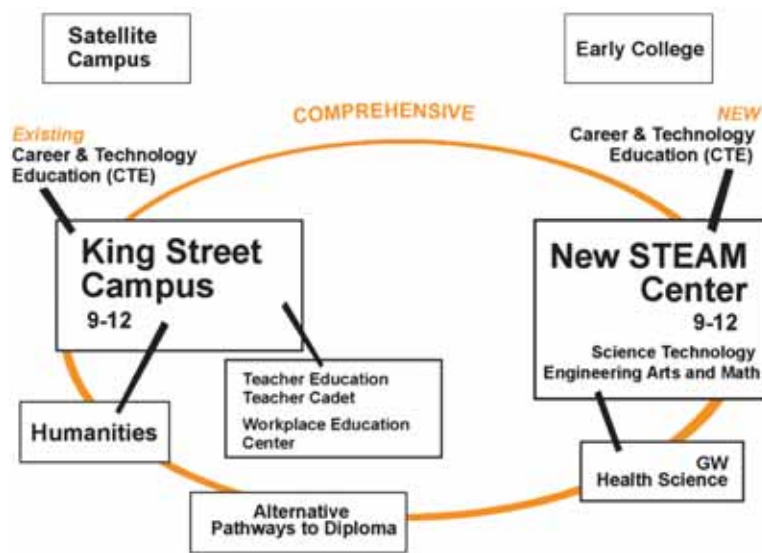 Satellite
Campus
Early College
COMPREHENSIVE
Existing
Career & Technology
Education (CTE)
NEW
Career & Technology
Education (CTE)
King Street
Campus
9-12
New STEAM
Center
9-12
Science Technology
Engineering Arts and Math
Teacher Education
Teacher Cadet
Workplace Education
Center
Humanities
GW
Health Science
Alternative
Pathways to Diploma